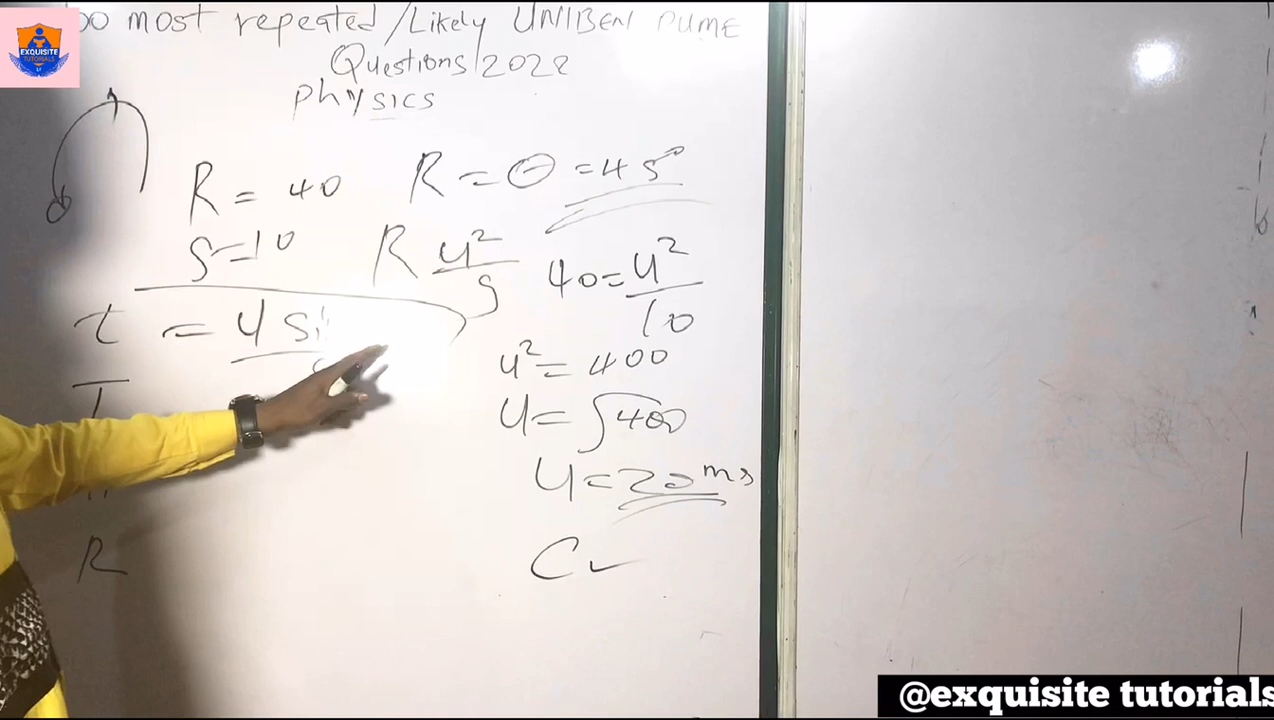 EXQUISITE
TUTORIALS
most repeated/Likely UNIBEN PUME
Questions 2022
physics
R = 40
R = θ = 45°
g = 10
R u²/g
40 = u²/10
t = u si
u² = 400
u = √400
u = 20 ms
R
C
@exquisite tutorials